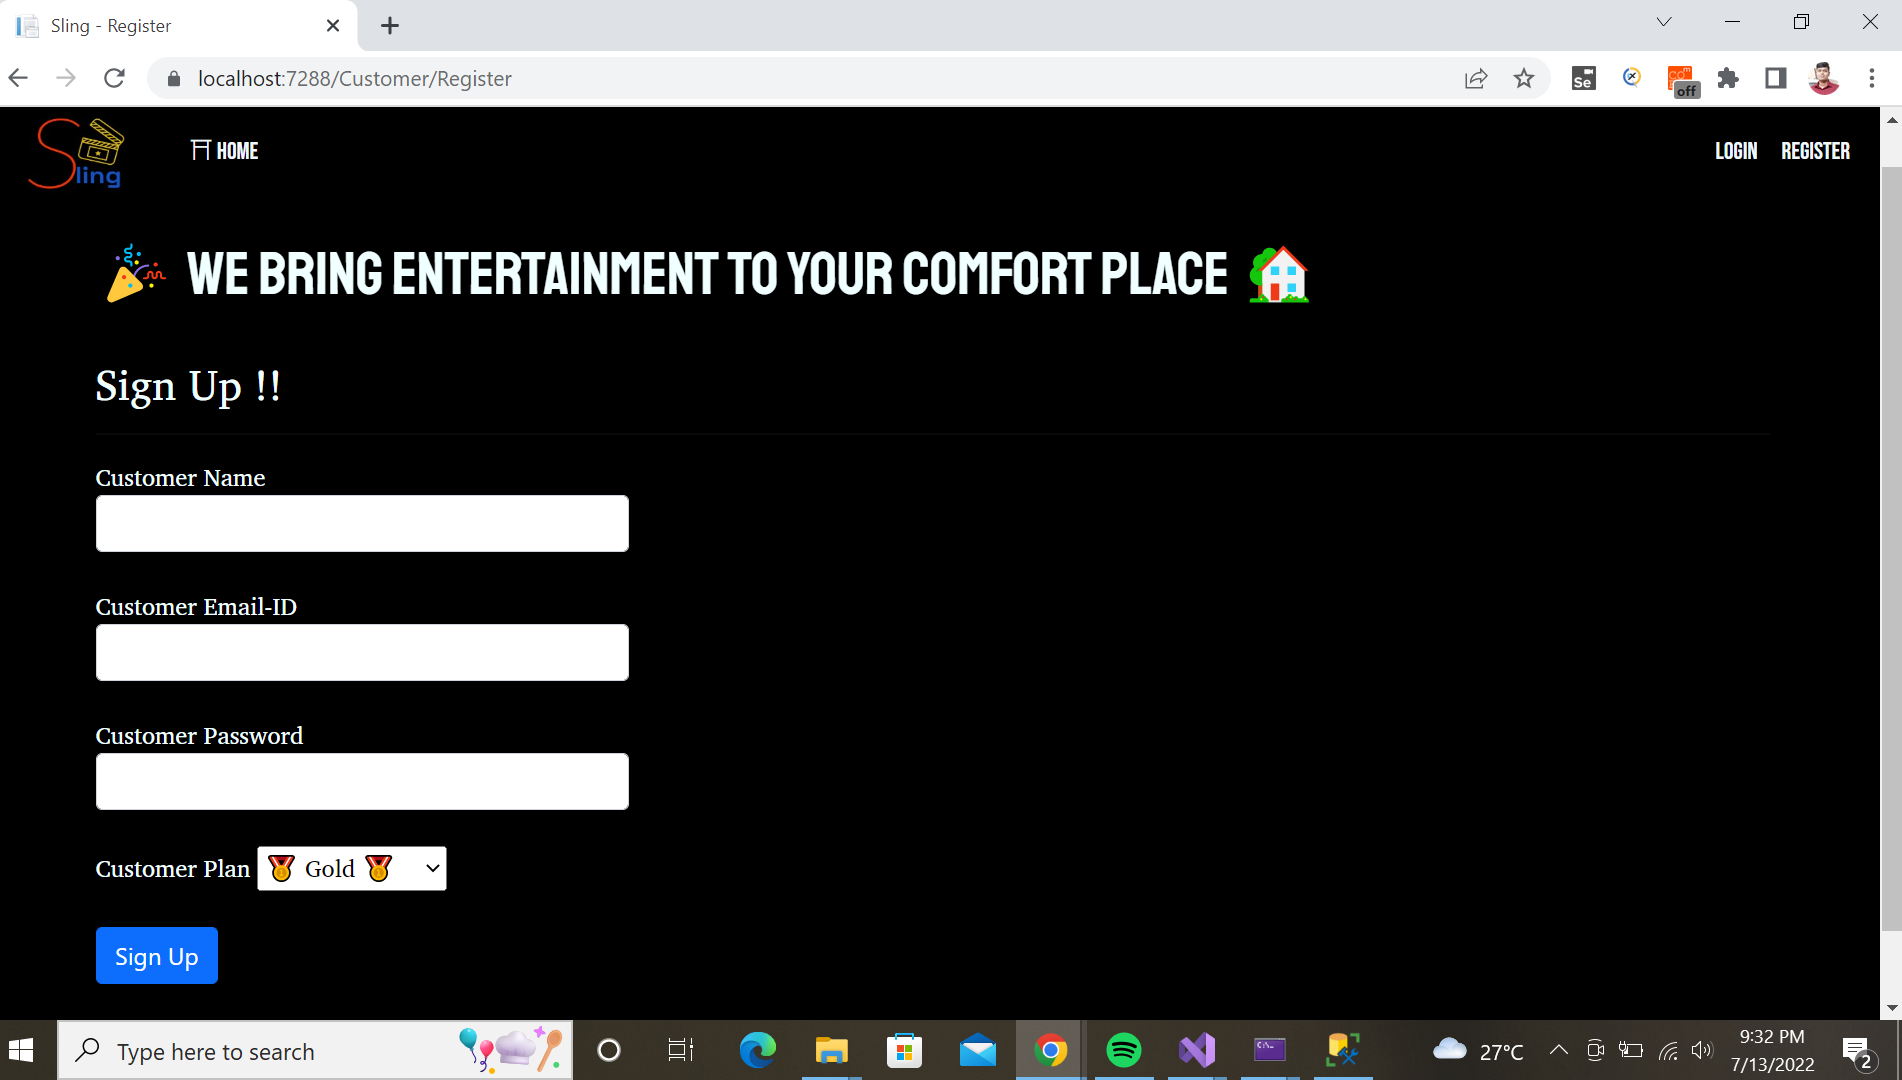 Sling - Register
localhost:7288/Customer/Register
Se
off
Sling
HOME
LOGIN
REGISTER
WE BRING ENTERTAINMENT TO YOUR COMFORT PLACE
Sign Up !!
Customer Name
Customer Email-ID
Customer Password
Customer Plan
Gold
Sign Up
Type here to search
27°C
9:32 PM
7/13/2022
2